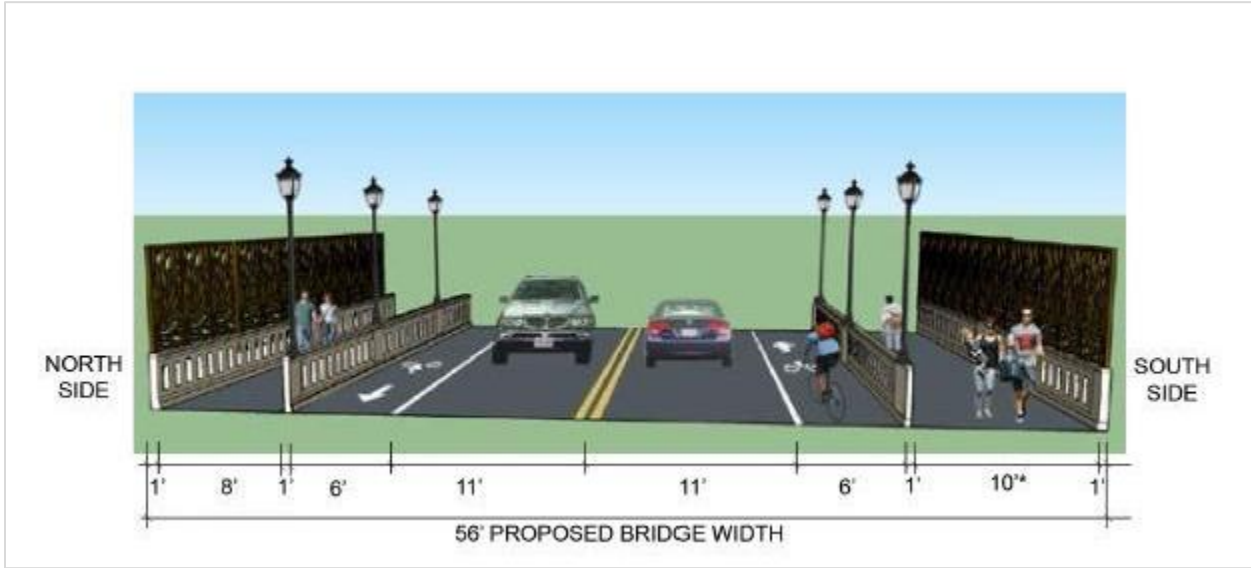 NORTH
SIDE
SOUTH
SIDE
1' 8' 1' 6' 11' 11' 6' 1' 10'* 1'
56' PROPOSED BRIDGE WIDTH